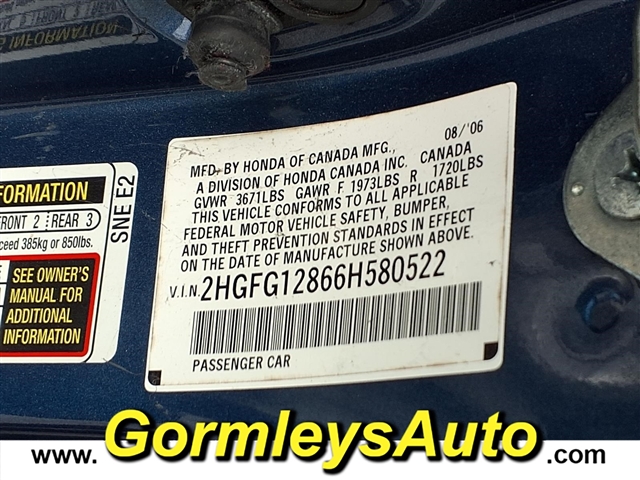 INFORMATION
MFD. BY HONDA OF CANADA MFG., 08/'06
A DIVISION OF HONDA CANADA INC. CANADA
GVWR 3671LBS GAWR F 1973LBS R 1720LBS
THIS VEHICLE CONFORMS TO ALL APPLICABLE
FEDERAL MOTOR VEHICLE SAFETY, BUMPER,
AND THEFT PREVENTION STANDARDS IN EFFECT
ON THE DATE OF MANUFACTURE SHOWN ABOVE.
V.I.N. 2HGFG12866H580522
PASSENGER CAR
FORMATION
FRONT 2 REAR 3
ceed 385kg or 850lbs.
SEE OWNER'S
MANUAL FOR
ADDITIONAL
INFORMATION
SNE E2
www.GormleysAuto.com